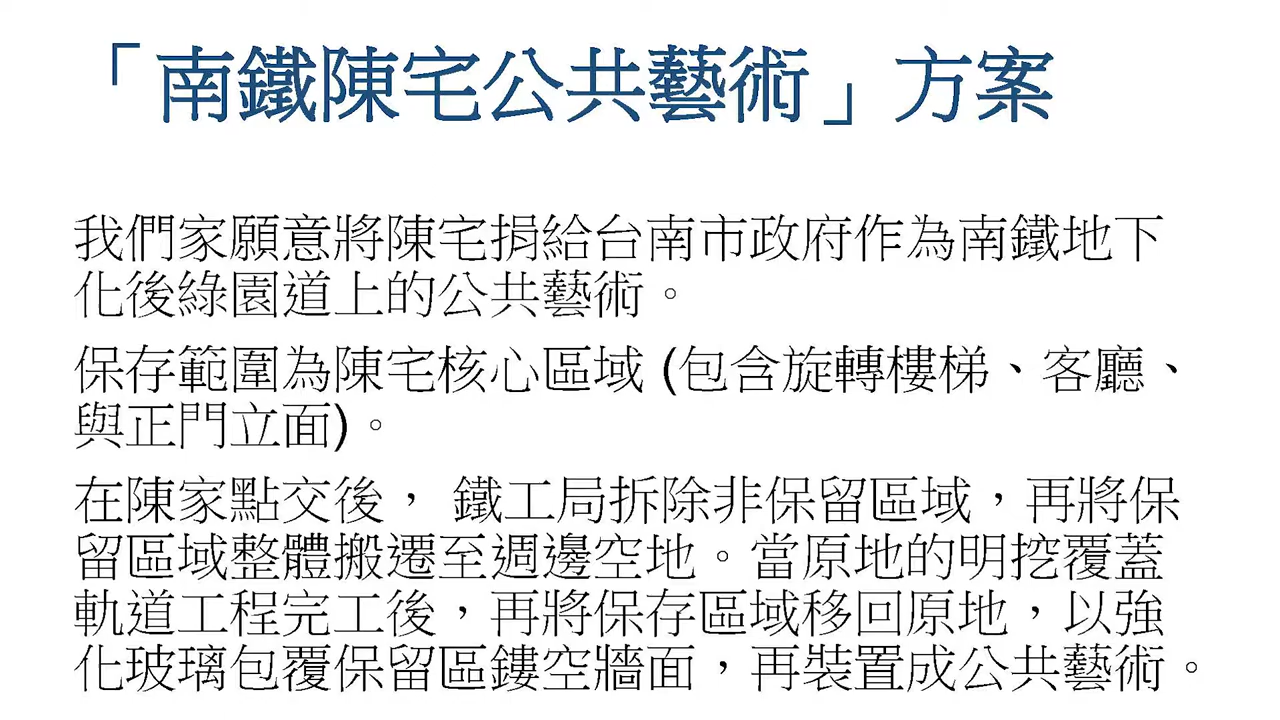 「南鐵陳宅公共藝術」方案
我們家願意將陳宅捐給台南市政府作為南鐵地下
化後綠園道上的公共藝術。
保存範圍為陳宅核心區域 (包含旋轉樓梯、客廳、
與正門立面)。
在陳家點交後， 鐵工局拆除非保留區域，再將保
留區域整體搬遷至週邊空地。當原地的明挖覆蓋
軌道工程完工後，再將保存區域移回原地，以強
化玻璃包覆保留區鏤空牆面，再裝置成公共藝術。